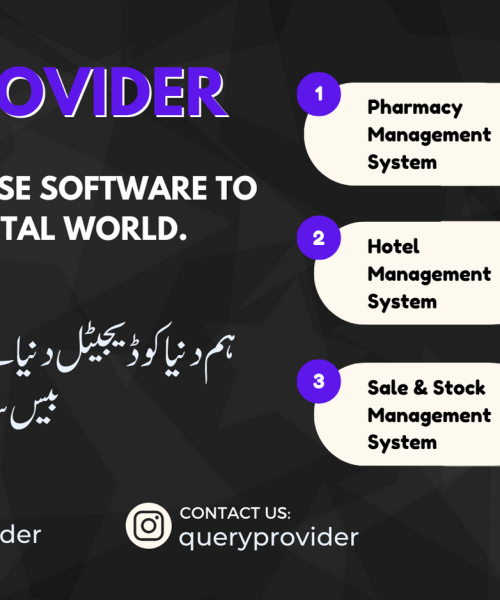 OVIDER
SE SOFTWARE TO
TAL WORLD.
ہم دنیا کو ڈیجیٹل دنیا سے
بیس س
der
CONTACT US:
queryprovider
1
Pharmacy
Management
System
2
Hotel
Management
System
3
Sale & Stock
Management
System